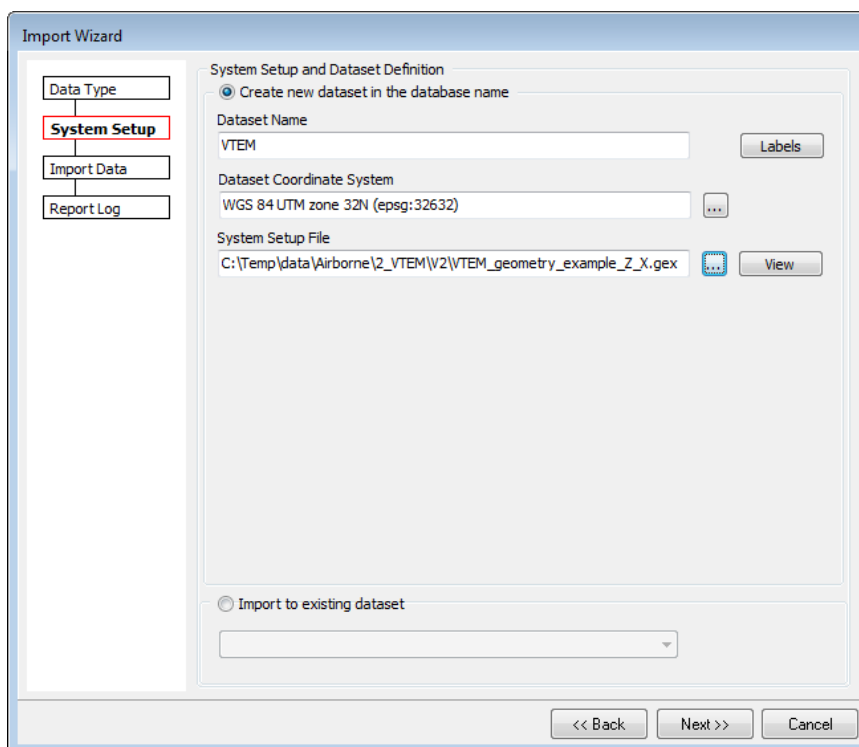 Import Wizard
Data Type
System Setup
Import Data
Report Log
System Setup and Dataset Definition
Create new dataset in the database name
Dataset Name
VTEM
Labels
Dataset Coordinate System
WGS 84 UTM zone 32N (epsg:32632)
...
System Setup File
C:\Temp\data\Airborne\2_VTEM\V2\VTEM_geometry_example_Z_X.gex
...
View
Import to existing dataset
<< Back
Next >>
Cancel